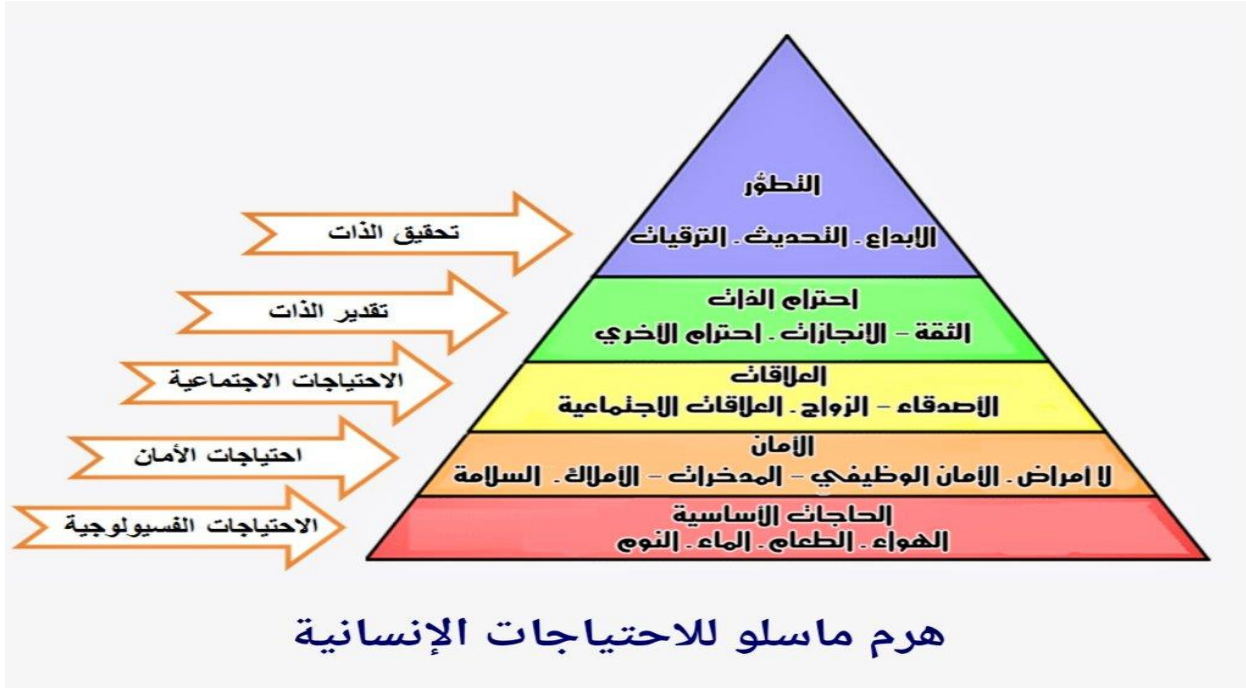 التطوُّر
الابداع . التحديث . الترقيات
تحقيق الذات
احترام الذات
الثقة – الانجازات . احترام الاخري
تقدير الذات
العلاقات
الأصدقاء – الزواج . العلاقات الاجتماعية
الاحتياجات الاجتماعية
الأمان
لا أمراض . الأمان الوظيفي – المدخرات – الأملاك . السلامة
احتياجات الأمان
الحاجات الأساسية
الهواء . الطعام . الماء . النوم
الاحتياجات الفسيولوجية
هرم ماسلو للاحتياجات الإنسانية